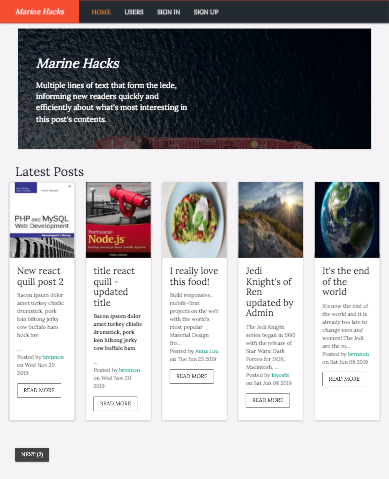 Marine Hacks
HOME USERS SIGN IN SIGN UP
Marine Hacks
Multiple lines of text that form the lede,
informing new readers quickly and
efficiently about what's most interesting in
this post's contents.
Latest Posts
PHP and MySQL
Web Development
New react
quill post 2
Bacon ipsum dolor
amet turkey chislic
drumstick, pork
loin biltong jerky
cow buffalo ham
hock bre
...
Posted by brennon
on Wed Nov 20
2019
READ MORE
Professional
Node.js
title react
quill -
updated
title
Bacon ipsum dolor
amet turkey chislic
drumstick, pork
loin biltong jerky
cow buffalo ham
...
Posted by brennon
on Wed Nov 20
2019
READ MORE
I really love
this food!
Build responsive,
mobile-first
projects on the web
with the world's
most popular
Material Design
fra...
Posted by Anna Lou
on Tue Jun 25 2019
READ MORE
Jedi
Knight's of
Ren
updated by
Admin
The Jedi Knight
series began in 1995
with the release of
Star Wars: Dark
Forces for DOS,
Macintosh, ...
Posted by kiyoshi
on Sat Jun 08 2019
READ MORE
It's the end
of the
world
It's now the end of
the world and it is
already too late to
change men and
women! The Jedi
are the m...
Posted by brennon
on Sat Jun 08 2019
READ MORE
NEXT (2)